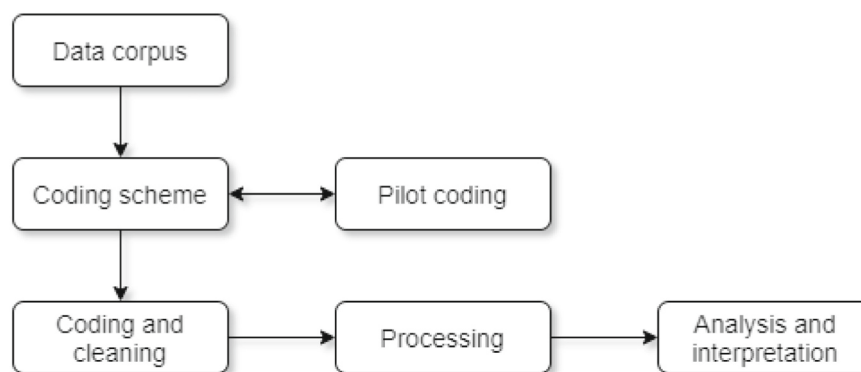 Data corpus
Coding scheme
Pilot coding
Coding and
cleaning
Processing
Analysis and
interpretation